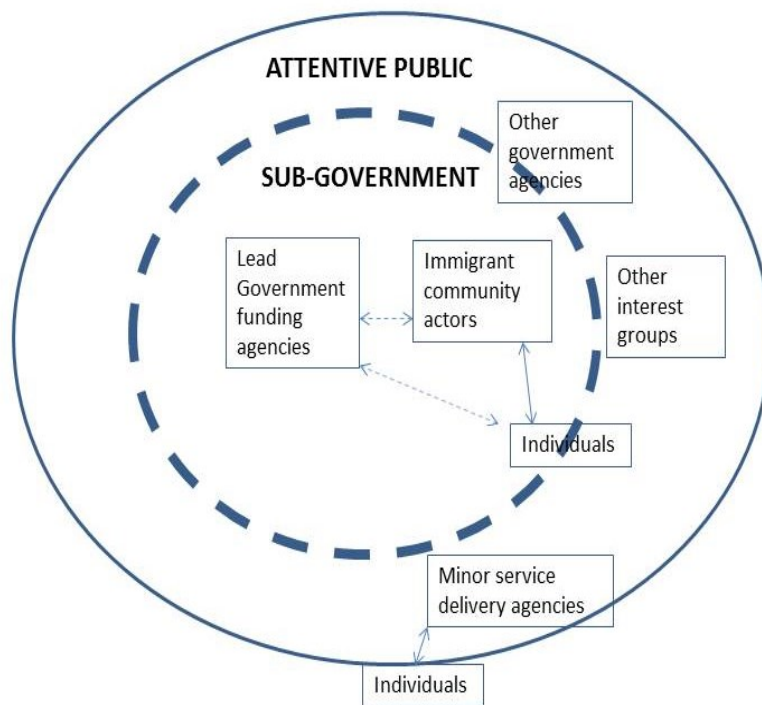 ATTENTIVE PUBLIC
Other
government
agencies
SUB-GOVERNMENT
Lead
Government
funding
agencies
Immigrant
community
actors
Other
interest
groups
Individuals
Minor service
delivery agencies
Individuals